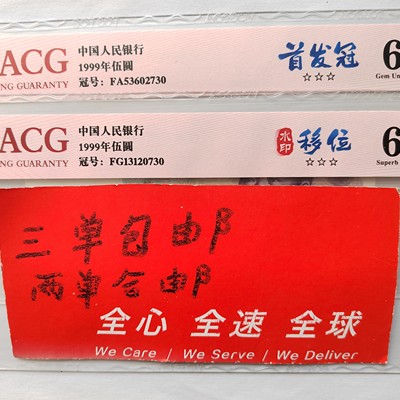 ACG
NG GUARANTY
中国人民银行
1999年伍圆
冠号：FA53602730
首发冠
☆☆☆
6
Gem Un
ACG
NG GUARANTY
中国人民银行
1999年伍圆
冠号：FG13120730
水印
移位
☆☆☆
6
Superb
三单包邮
两单合邮
全心 全速 全球
We Care / We Serve / We Deliver